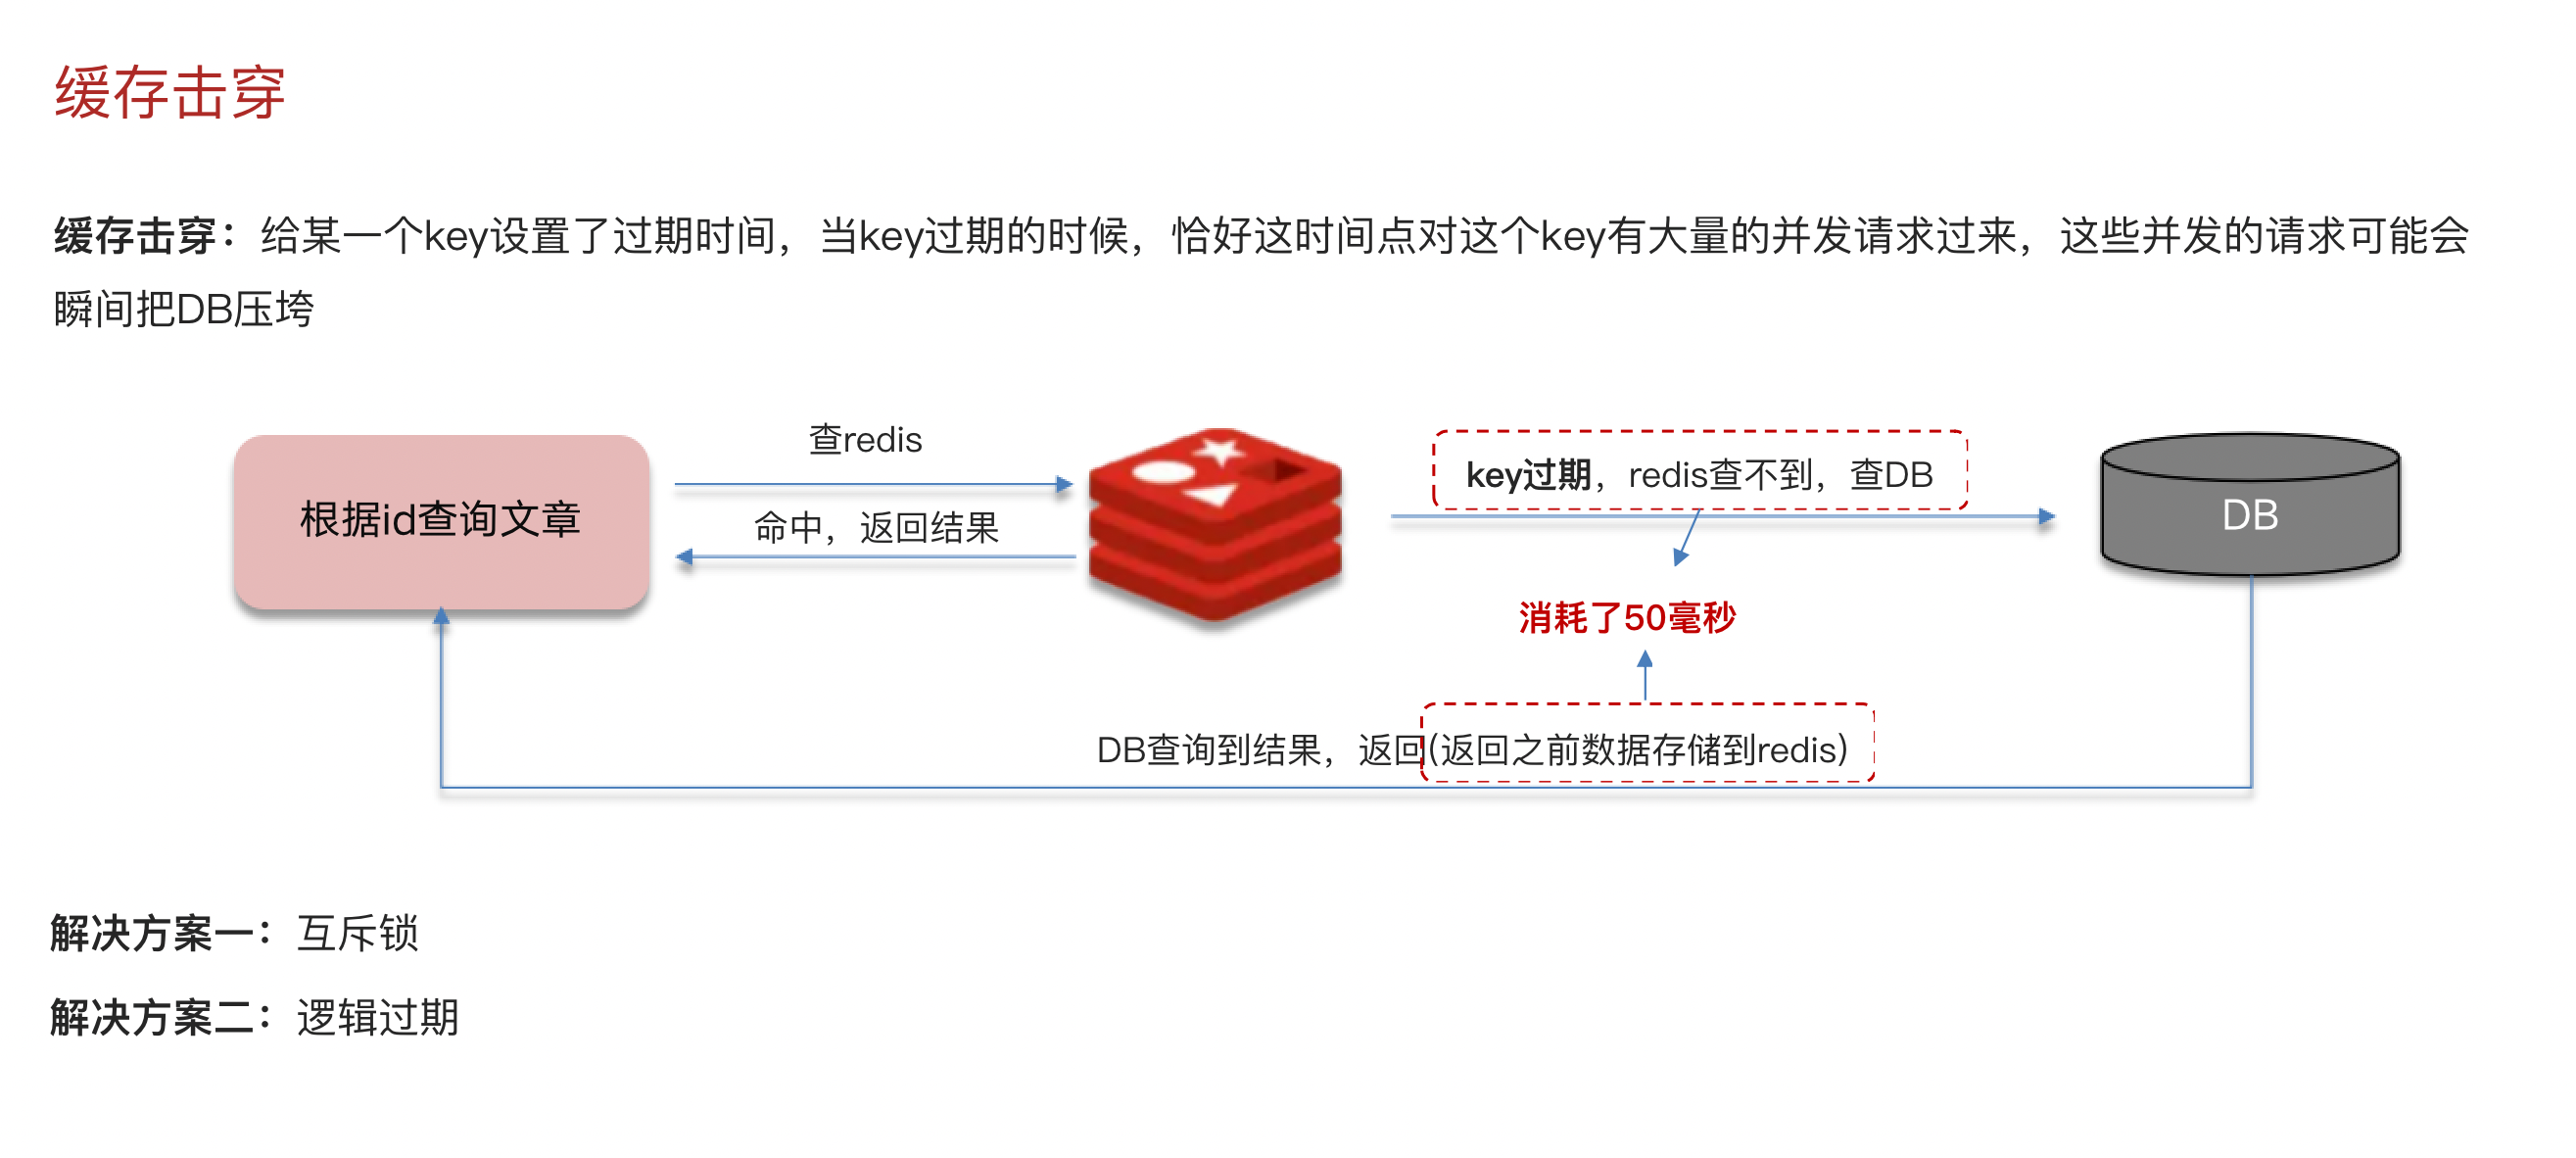 缓存击穿
缓存击穿：给某一个key设置了过期时间，当key过期的时候，恰好这时间点对这个key有大量的并发请求过来，这些并发的请求可能会
瞬间把DB压垮
查redis
key过期，redis查不到，查DB
根据id查询文章
命中，返回结果
DB
消耗了50毫秒
DB查询到结果，返回(返回之前数据存储到redis)
解决方案一：互斥锁
解决方案二：逻辑过期